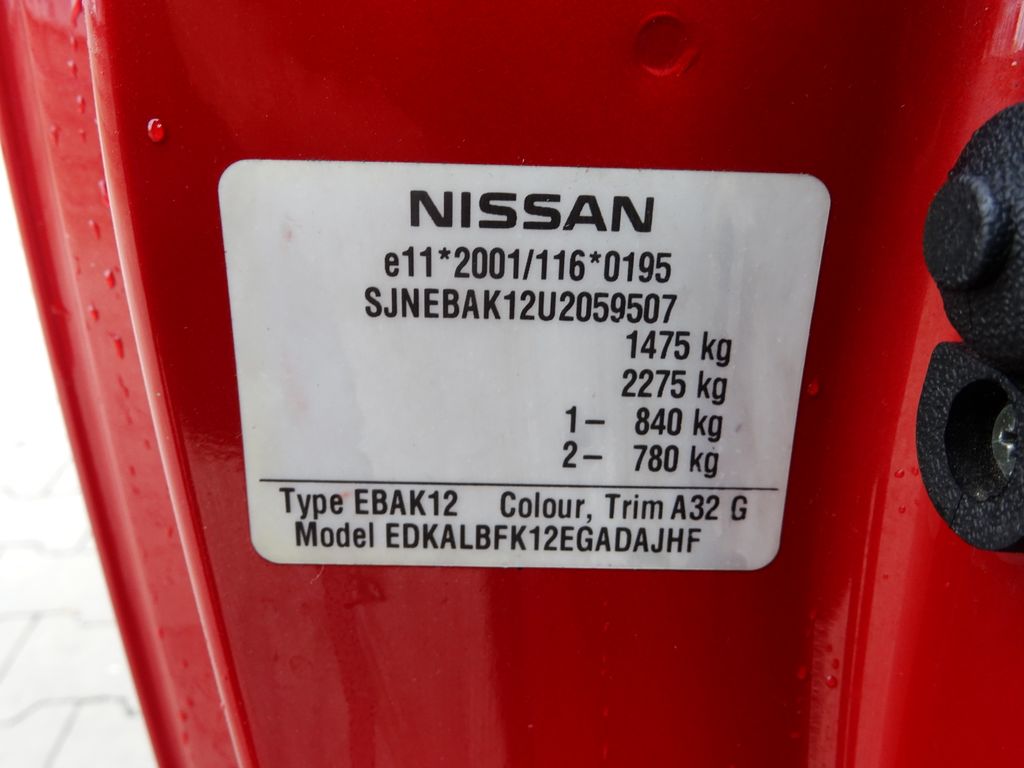 NISSAN
e11*2001/116*0195
SJNEBAK12U2059507
1475 kg
2275 kg
1- 840 kg
2- 780 kg
Type EBAK12 Colour, Trim A32 G
Model EDKALBFK12EGADAJHF